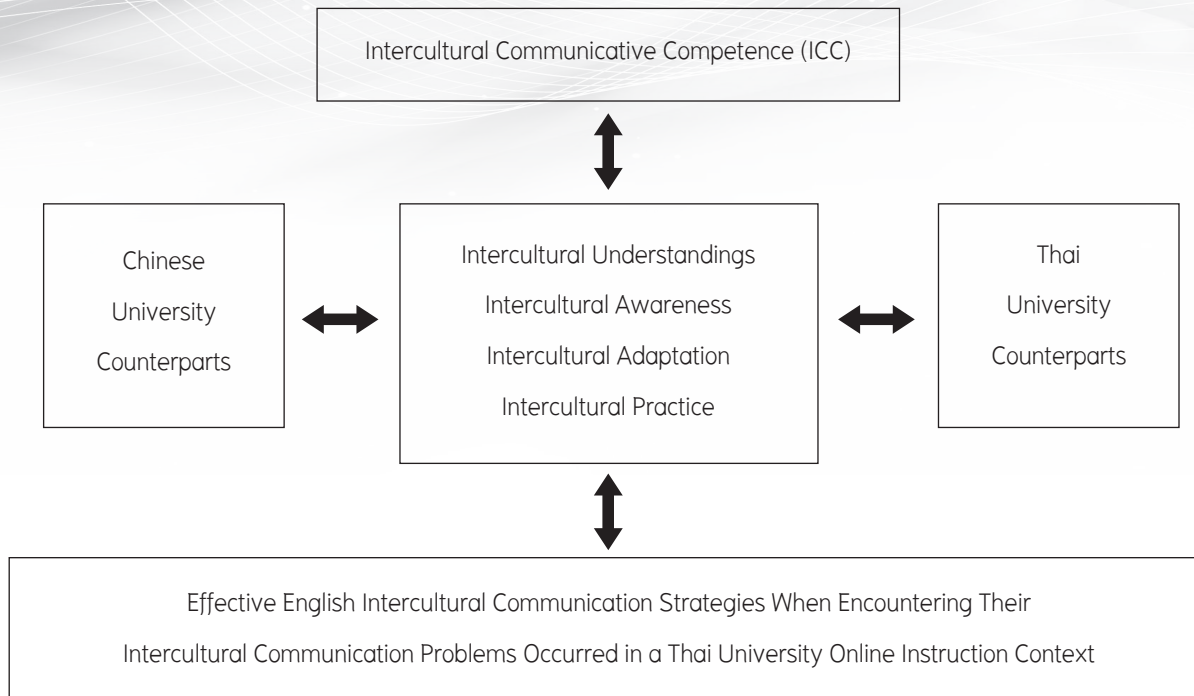 Intercultural Communicative Competence (ICC)
Chinese
University
Counterparts
Intercultural Understandings
Intercultural Awareness
Intercultural Adaptation
Intercultural Practice
Thai
University
Counterparts
Effective English Intercultural Communication Strategies When Encountering Their
Intercultural Communication Problems Occurred in a Thai University Online Instruction Context